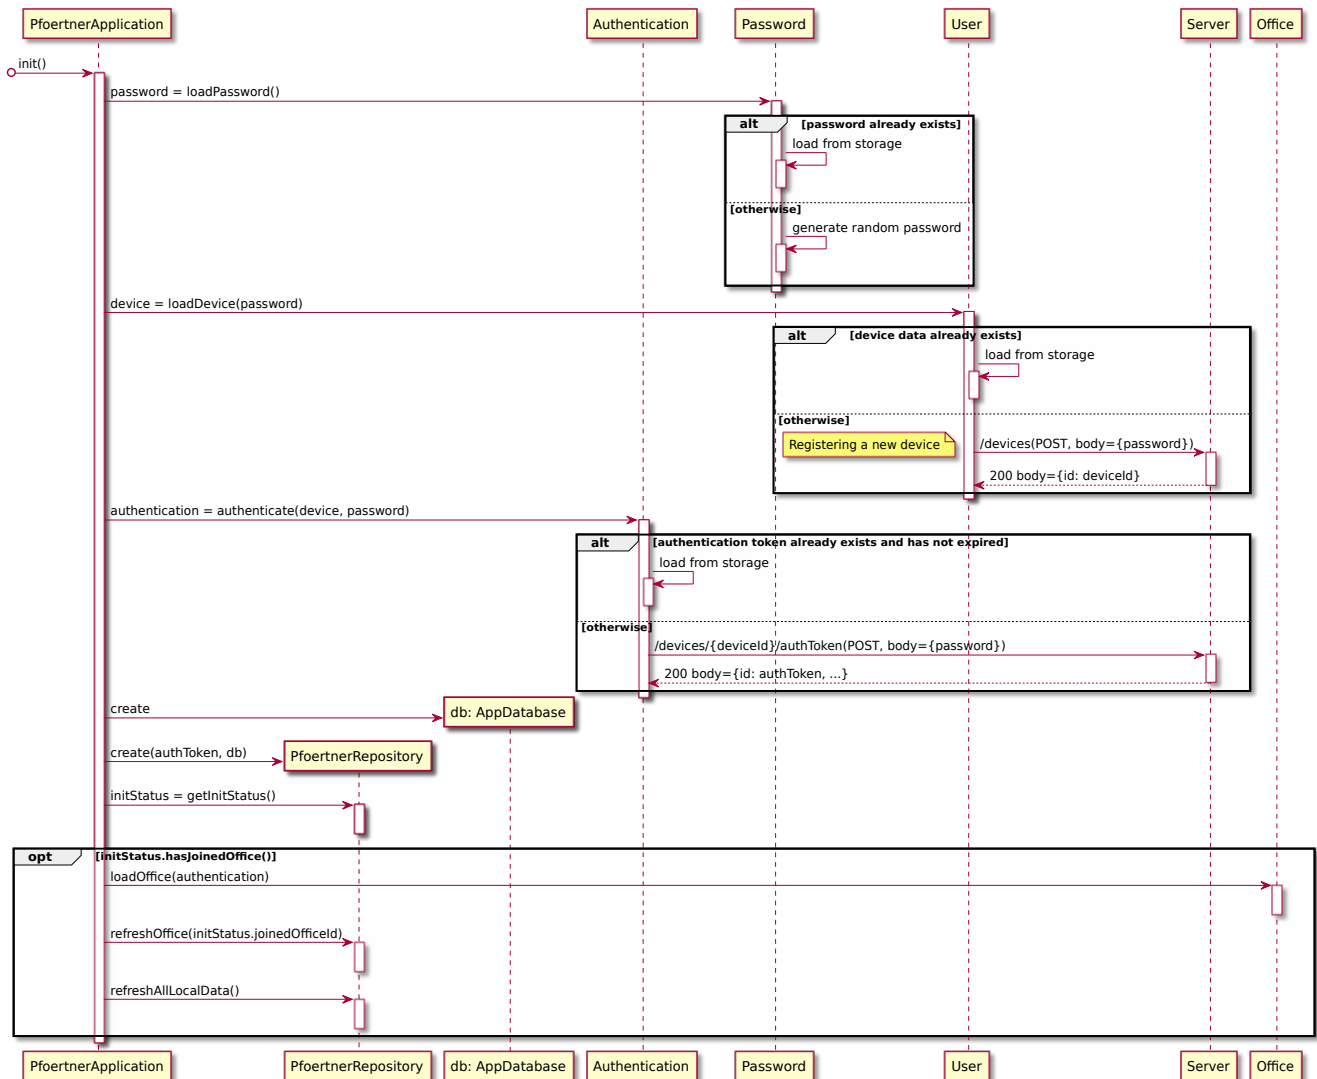 PfoertnerApplication
Authentication
Password
User
Server
Office
init()
password = loadPassword()
alt
[password already exists]
load from storage
[otherwise]
generate random password
device = loadDevice(password)
alt
[device data already exists]
load from storage
[otherwise]
Registering a new device
/devices(POST, body={password})
200 body={id: deviceId}
authentication = authenticate(device, password)
alt
[authentication token already exists and has not expired]
load from storage
[otherwise]
/devices/{deviceId}/authToken(POST, body={password})
200 body={id: authToken, ...}
create
db: AppDatabase
create(authToken, db)
PfoertnerRepository
initStatus = getInitStatus()
opt
[initStatus.hasJoinedOffice()]
loadOffice(authentication)
refreshOffice(initStatus.joinedOfficeId)
refreshAllLocalData()
PfoertnerApplication
PfoertnerRepository
db: AppDatabase
Authentication
Password
User
Server
Office